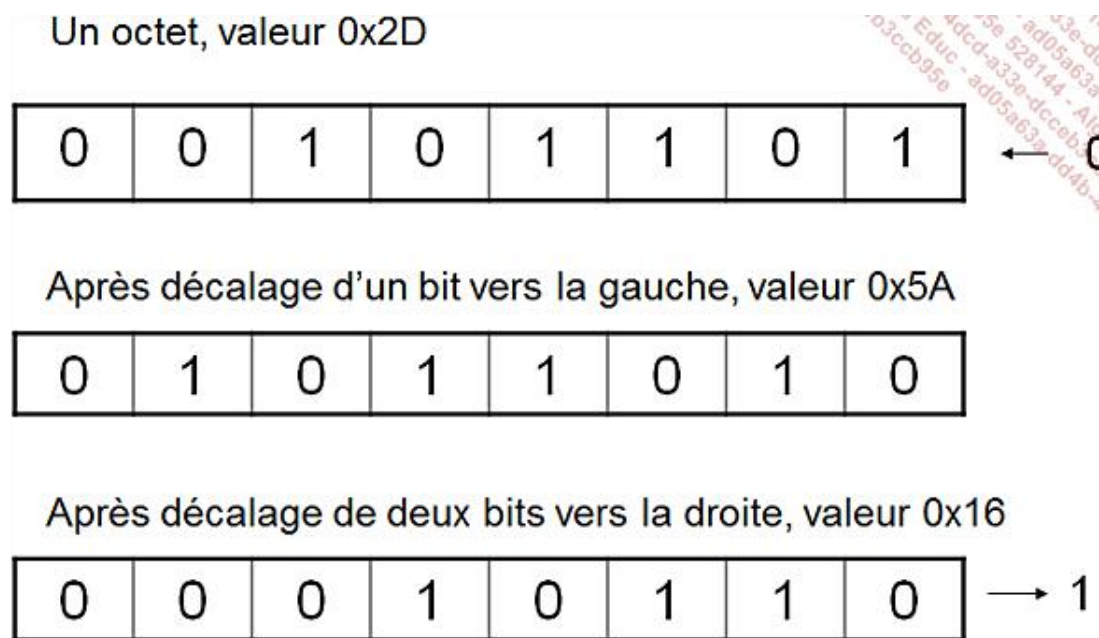 Un octet, valeur 0x2D
0 0 1 0 1 1 0 1 ← 0
Après décalage d'un bit vers la gauche, valeur 0x5A
0 1 0 1 1 0 1 0
Après décalage de deux bits vers la droite, valeur 0x16
0 0 0 1 0 1 1 0 → 1